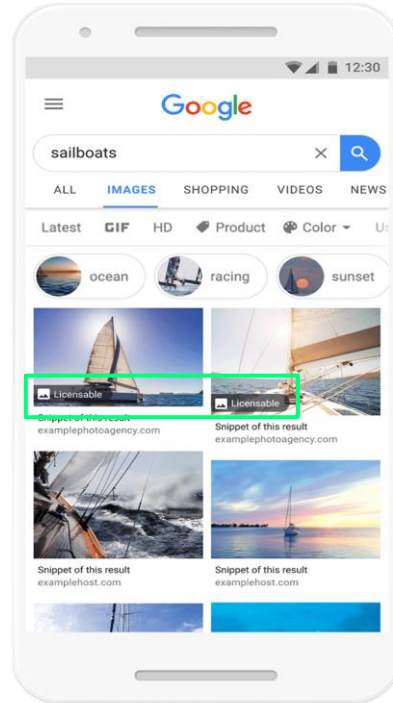 12:30
Google
sailboats
ALL IMAGES SHOPPING VIDEOS NEWS
Latest GIF HD Product Color
ocean racing sunset
Licensable
Licensable
Snippet of this result
examplephotoagency.com
Snippet of this result
examplephotoagency.com
Snippet of this result
examplehost.com
Snippet of this result
examplehost.com